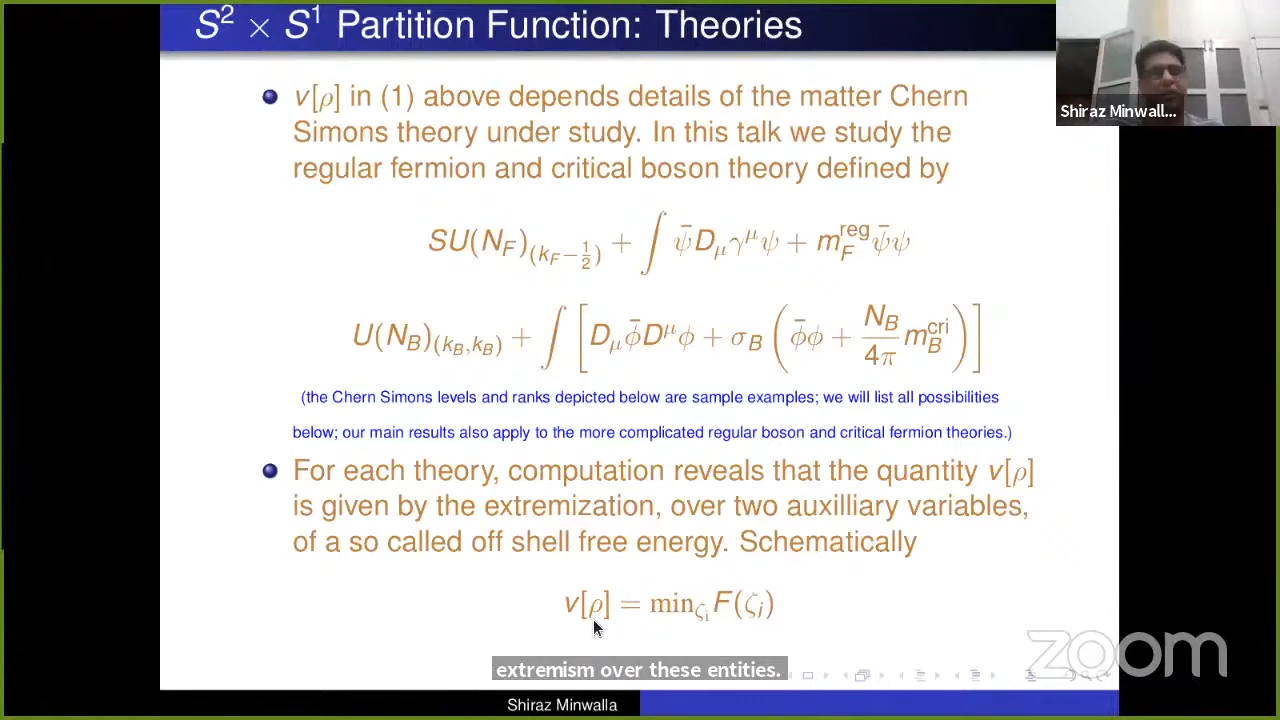 S² × S¹ Partition Function: Theories
v[ρ] in (1) above depends details of the matter Chern
Simons theory under study. In this talk we study the
regular fermion and critical boson theory defined by
SU(N_F)_{(k_F−\frac{1}{2})} + ∫ ψ̄D_μγ^μψ + m_F^{reg}ψ̄ψ
U(N_B)_{(k_B,k_B)} + ∫ [D_μφ̄D^μφ + σ_B (φ̄φ + \frac{N_B}{4π} m_B^{cri})]
(the Chern Simons levels and ranks depicted below are sample examples; we will list all possibilities
below; our main results also apply to the more complicated regular boson and critical fermion theories.)
For each theory, computation reveals that the quantity v[ρ]
is given by the extremization, over two auxilliary variables,
of a so called off shell free energy. Schematically
v[ρ] = min_{ζ_i} F(ζ_i)
extremism over these entities.
Shiraz Minwalla
Shiraz Minwall...
zoom